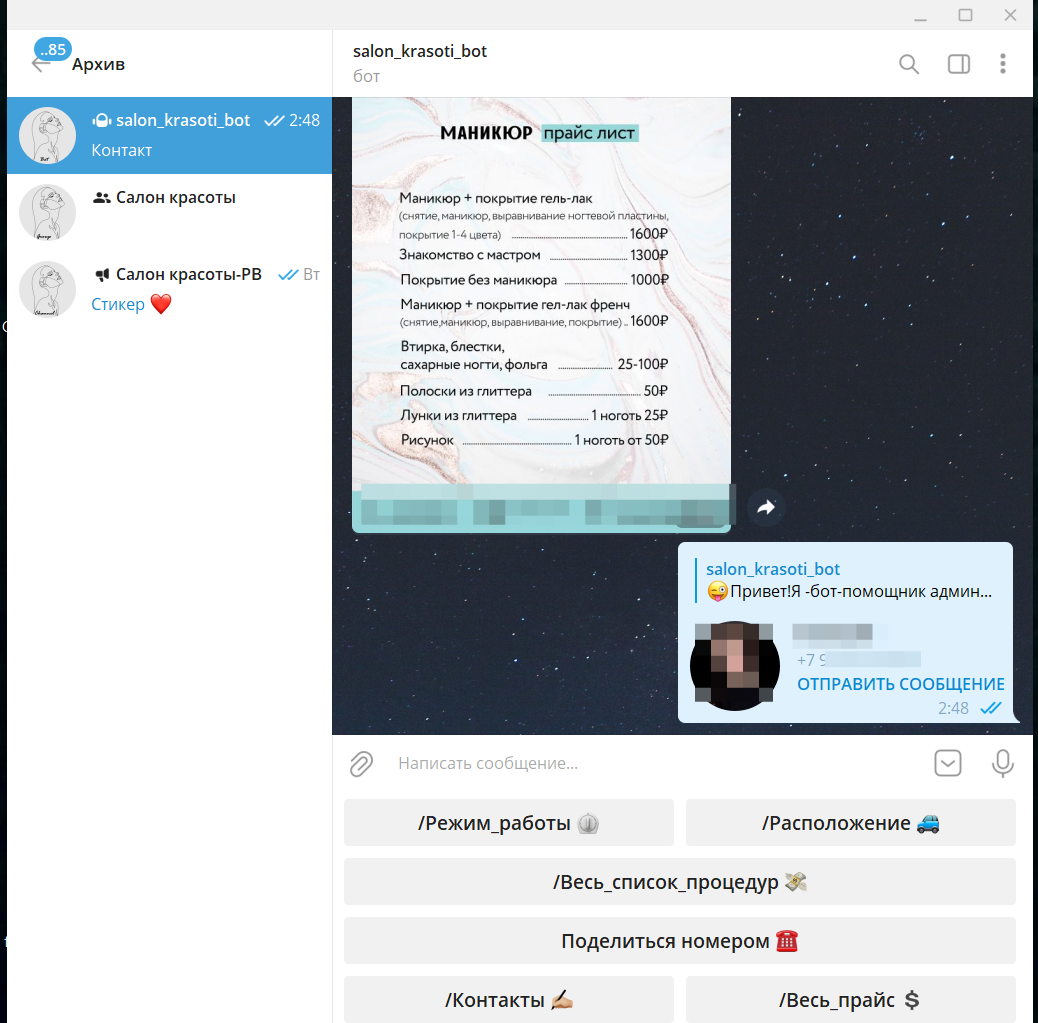 ..85
Архив
salon_krasoti_bot 2:48
Контакт
Салон красоты
Салон красоты-РВ Вт
Стикер ❤️
salon_krasoti_bot
бот
МАНИКЮР прайс лист
Маникюр + покрытие гель-лак
(снятие, маникюр, выравнивание ногтевой пластины,
покрытие 1-4 цвета) 1600₽
Знакомство с мастром 1300₽
Покрытие без маникюра 1000₽
Маникюр + покрытие гел-лак френч
(снятие,маникюр, выравнивание, покрытие) .. 1600₽
Втирка, блестки,
сахарные ногти, фольга 25-100₽
Полоски из глиттера 50₽
Лунки из глиттера 1 ноготь 25₽
Рисунок 1 ноготь от 50₽
salon_krasoti_bot
😜Привет!Я -бот-помощник админ...
+7 9
ОТПРАВИТЬ СООБЩЕНИЕ
2:48
Написать сообщение...
/Режим_работы
/Расположение 🚙
/Весь_список_процедур 💸
Поделиться номером ☎️
/Контакты ✍🏼
/Весь_прайс 💲